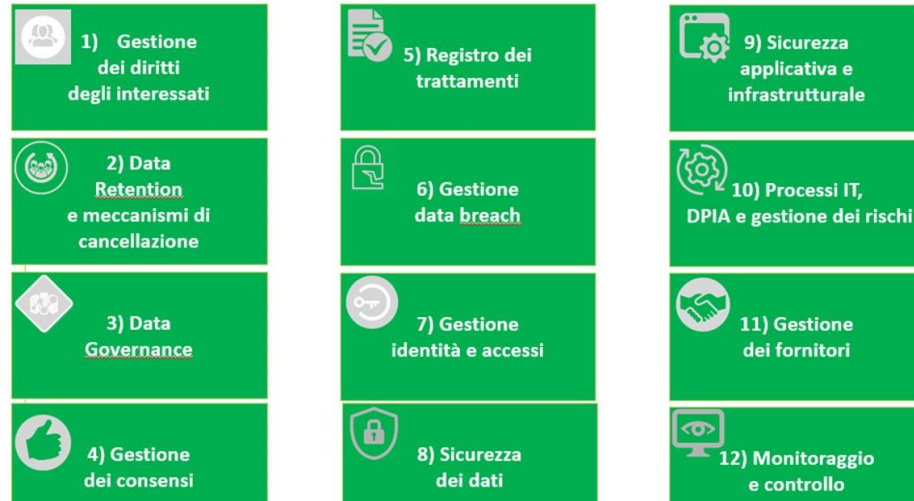 1) Gestione
dei diritti
degli interessati
2) Data
Retention
e meccanismi di
cancellazione
3) Data
Governance
4) Gestione
dei consensi
5) Registro dei
trattamenti
6) Gestione
data breach
7) Gestione
identità e accessi
8) Sicurezza
dei dati
9) Sicurezza
applicativa e
infrastrutturale
10) Processi IT,
DPIA e gestione dei rischi
11) Gestione
dei fornitori
12) Monitoraggio
e controllo